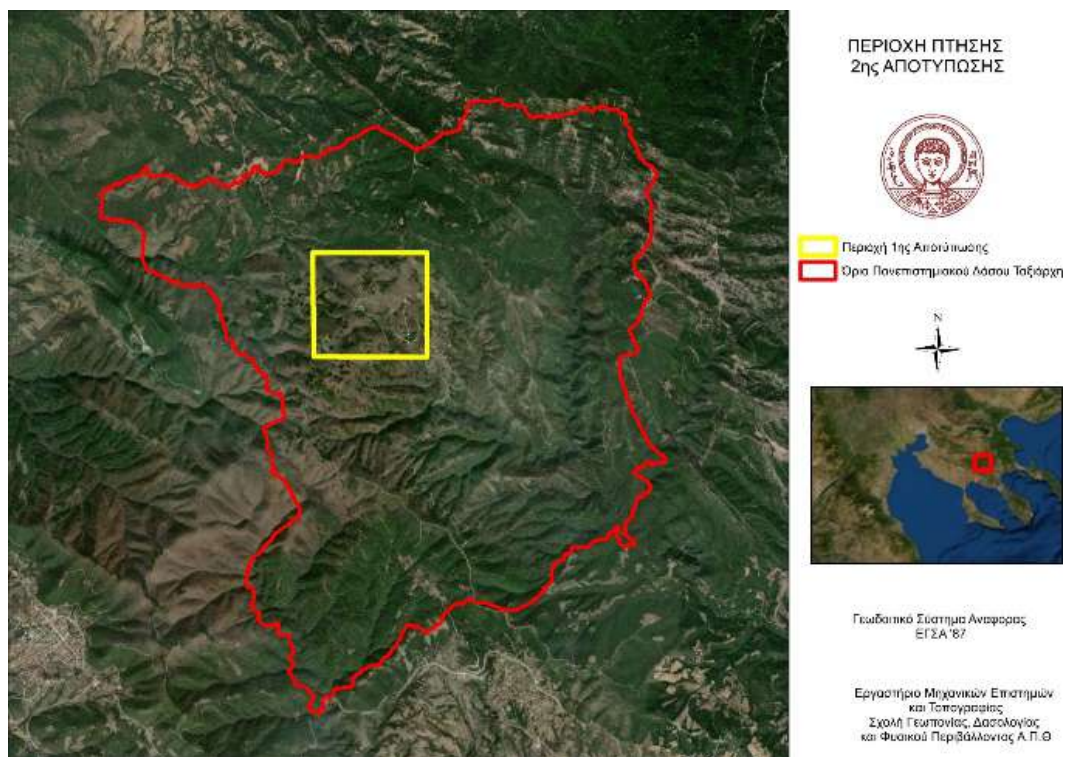 ΠΕΡΙΟΧΗ ΠΤΗΣΗΣ
2ης ΑΠΟΤΥΠΩΣΗΣ
Περιοχή 1ης Αποτύπωσης
Όρια Πανεπιστημιακού Δάσου Ταξιάρχη
N
Γεωδαιτικό Σύστημα Αναφορας
ΕΓΣΑ '87
Εργαστήριο Μηχανικών Επιστημών
και Τοπογραφίας
Σχολή Γεωπονίας, Δασολογίας
και Φυσικού Περιβάλλοντος Α.Π.Θ